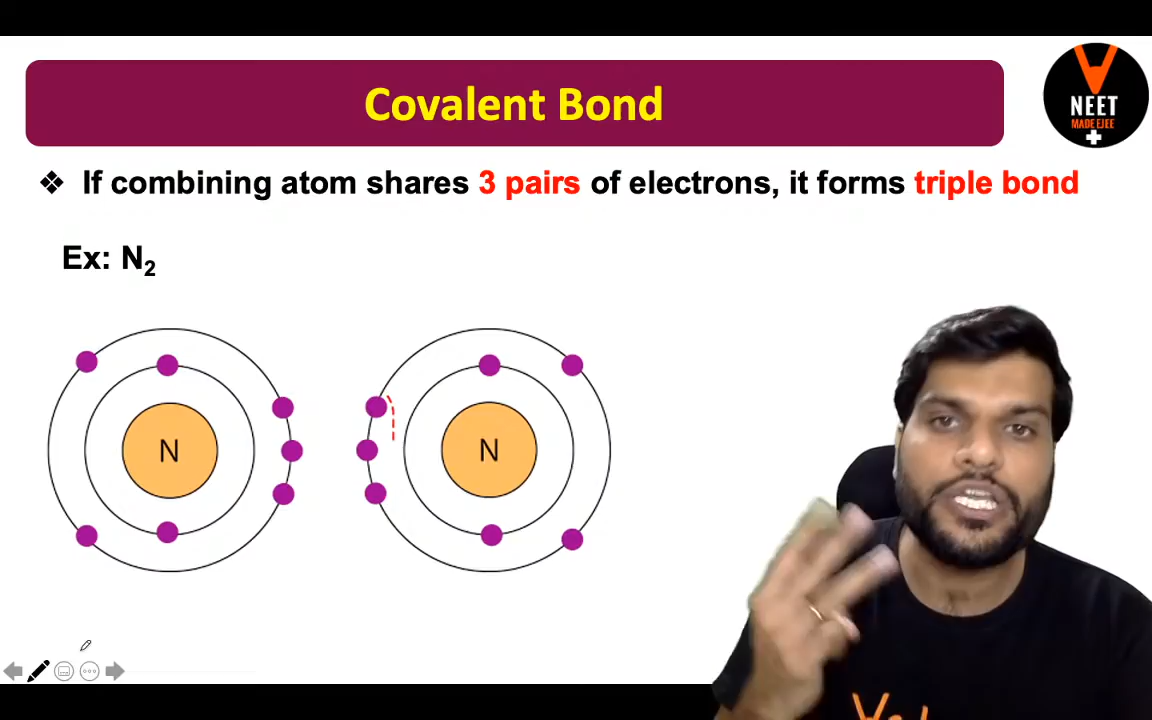 Covalent Bond
NEET
MADE EJEE
❖ If combining atom shares 3 pairs of electrons, it forms triple bond
Ex: N₂
N
N